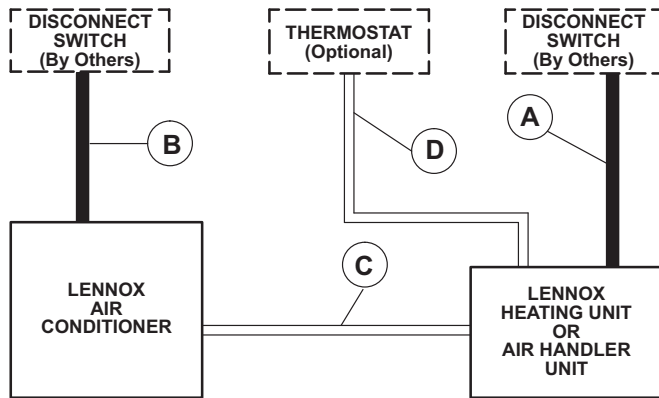 DISCONNECT
SWITCH
(By Others)
THERMOSTAT
(Optional)
DISCONNECT
SWITCH
(By Others)
B
D
A
C
LENNOX
AIR
CONDITIONER
LENNOX
HEATING UNIT
OR
AIR HANDLER
UNIT